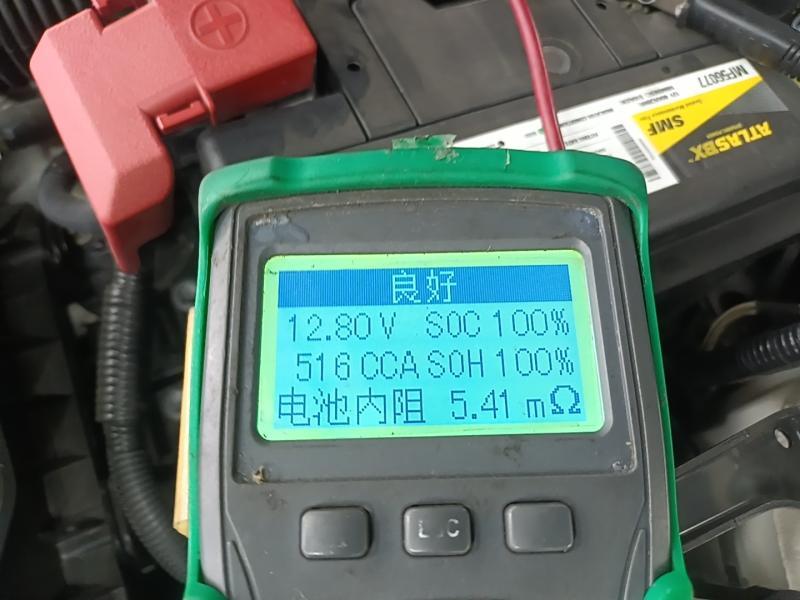 MF56077
SMF
ATLASBX
良好
12.80 V SOC 100%
516 CCA SOH 100%
电池内阻 5.41 mΩ